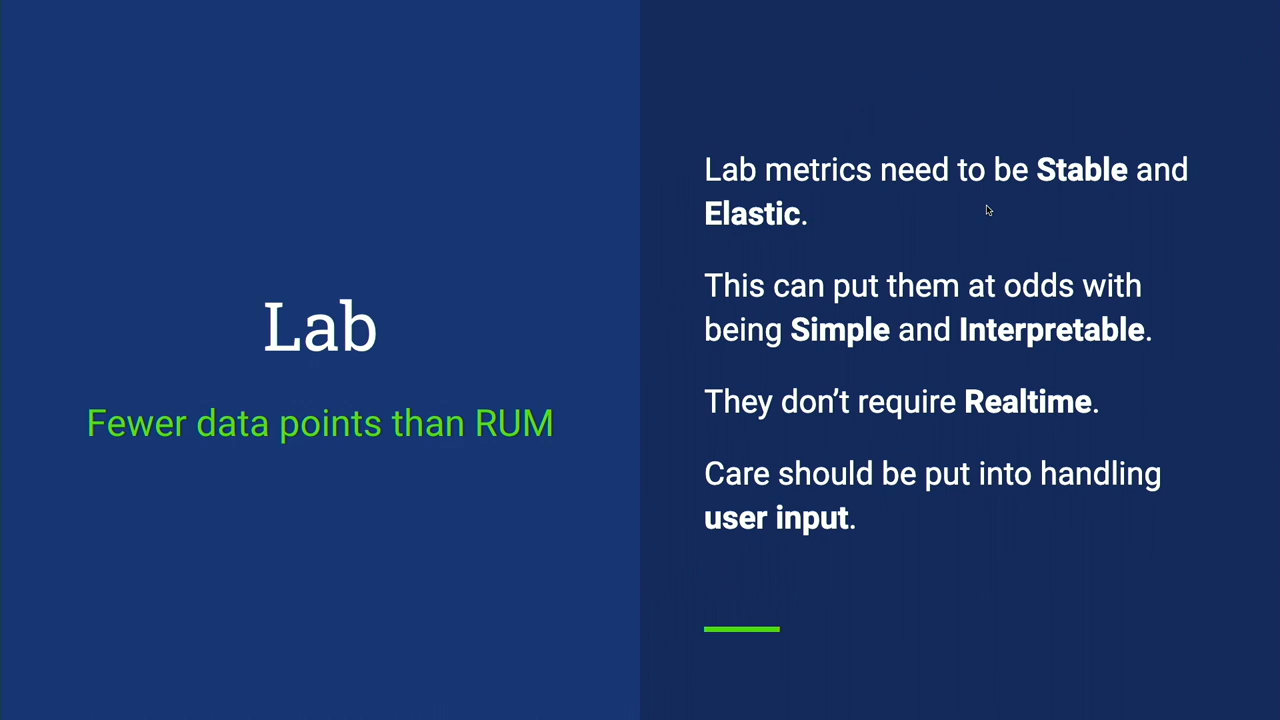 Lab
Fewer data points than RUM
Lab metrics need to be Stable and
Elastic.
This can put them at odds with
being Simple and Interpretable.
They don’t require Realtime.
Care should be put into handling
user input.